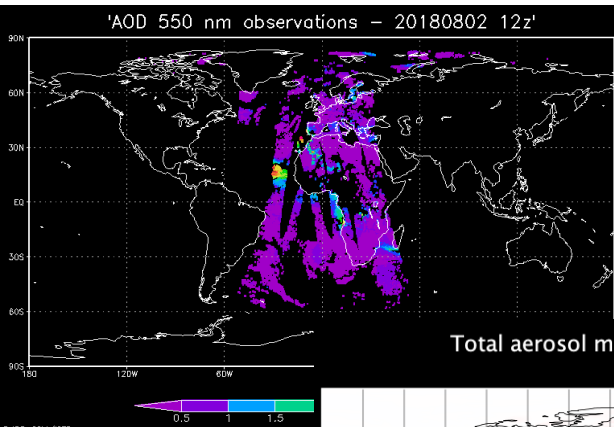 'AOD 550 nm observations – 20180802 12z'
90N
60N
30N
EQ
30S
60S
90S
180
120W
60W
Total aerosol m
0.5
1
1.5